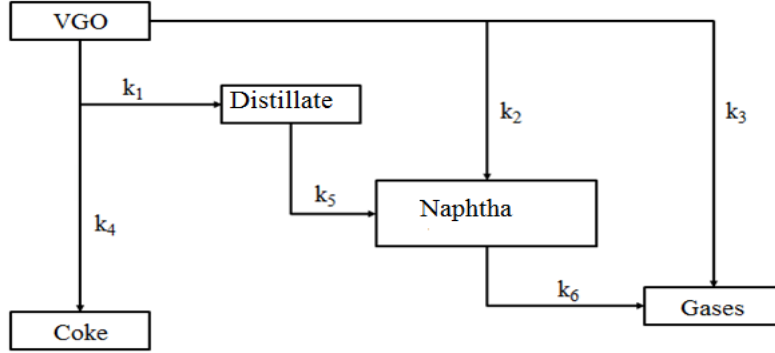 VGO
k₁
Distillate
k₂
k₃
k₅
Naphtha
k₄
k₆
Coke
Gases